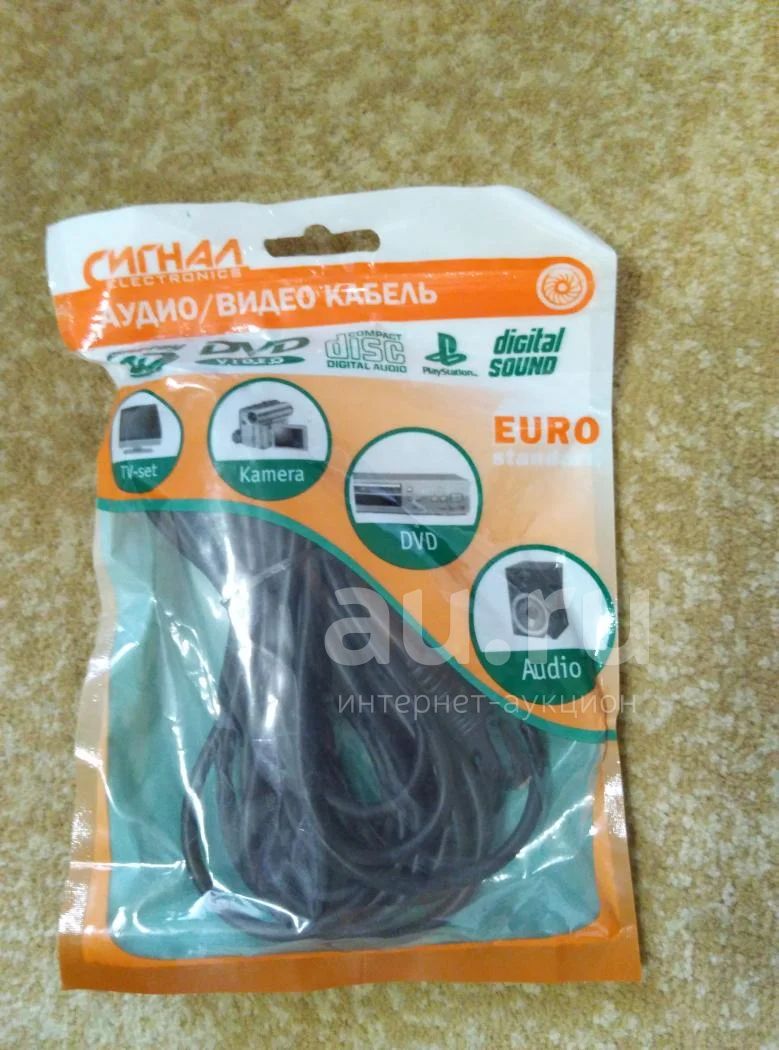 СИГНАЛ
ELECTRONICS
АУДИО/ВИДЕО КАБЕЛЬ
DVD
VIDEO
COMPACT
disc
DIGITAL AUDIO
PlayStation
digital
SOUND
EURO
standard
TV-set
Kamera
DVD
Audio
au.ru
интернет-аукцион